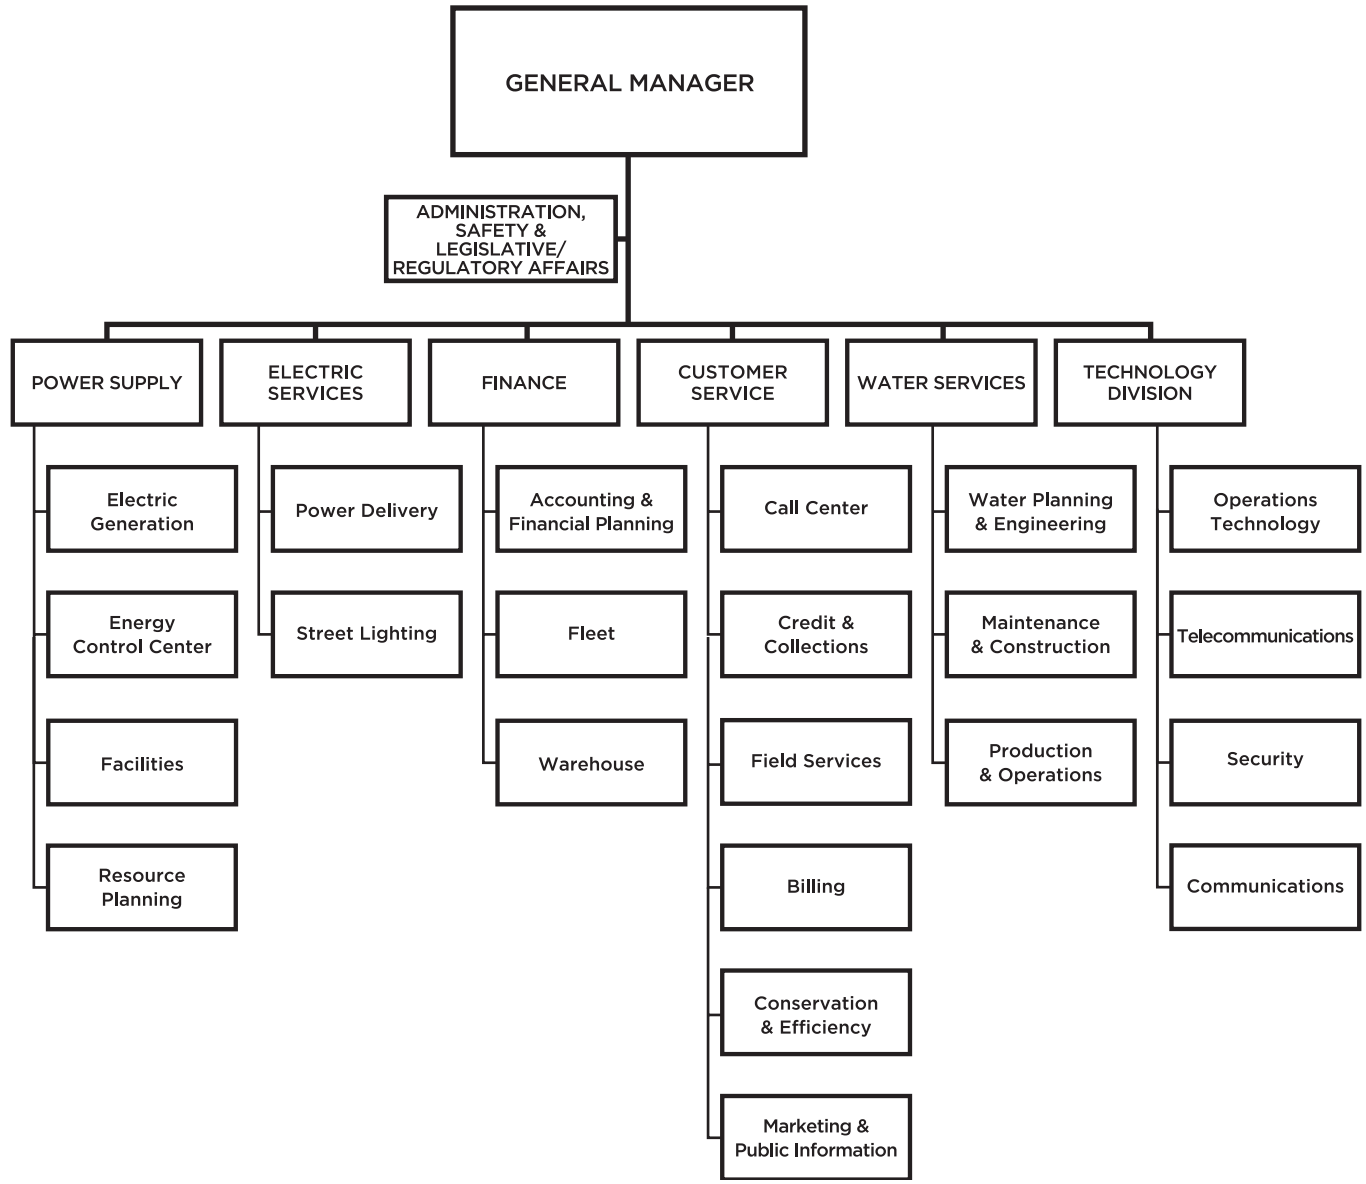 GENERAL MANAGER
ADMINISTRATION,
SAFETY &
LEGISLATIVE/
REGULATORY AFFAIRS
POWER SUPPLY
ELECTRIC
SERVICES
FINANCE
CUSTOMER
SERVICE
WATER SERVICES
TECHNOLOGY
DIVISION
Electric
Generation
Energy
Control Center
Facilities
Resource
Planning
Power Delivery
Street Lighting
Accounting &
Financial Planning
Fleet
Warehouse
Call Center
Credit &
Collections
Field Services
Billing
Conservation
& Efficiency
Marketing &
Public Information
Water Planning
& Engineering
Maintenance
& Construction
Production
& Operations
Operations
Technology
Telecommunications
Security
Communications